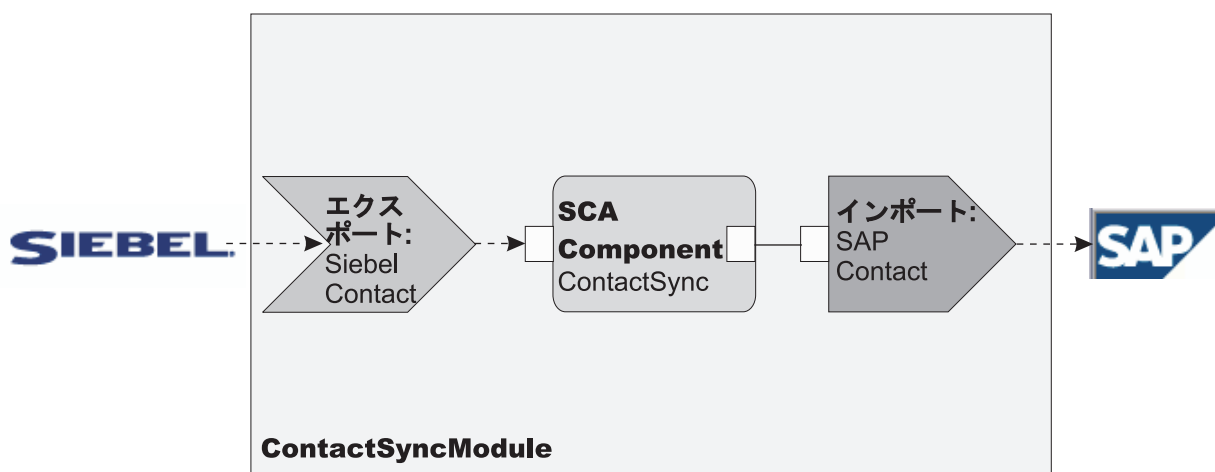 SIEBEL.
エクス
ポート:
Siebel
Contact
SCA
Component
ContactSync
インポート:
SAP
Contact
SAP
ContactSyncModule